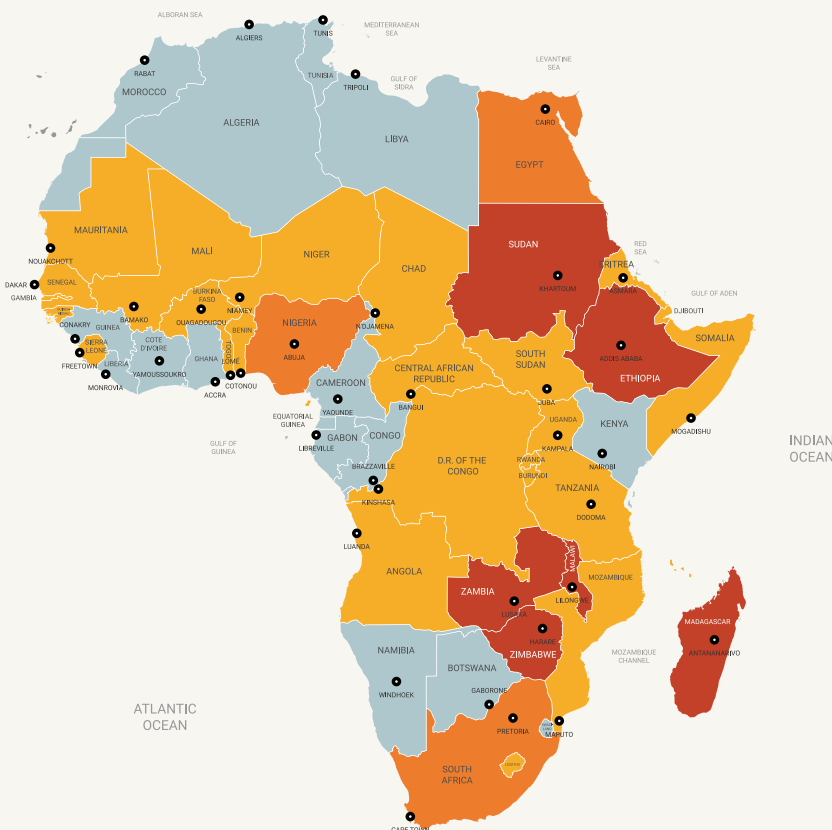 ALBORAN SEA
ALGIERS
TUNIS
MEDITERRANEAN
SEA
RABAT
MOROCCO
TUNISIA
TRIPOLI
GULF OF
SIDRA
LEVANTINE
SEA
ALGERIA
LIBYA
CAIRO
EGYPT
MAURITANIA
NOUAKCHOTT
MALI
NIGER
CHAD
SUDAN
KHARTOUM
RED
SEA
ERITREA
ASMARA
GULF OF ADEN
DAKAR
SENEGAL
GAMBIA
BAMAKO
BURKINA
FASO
OUAGADOUGOU
NIAMEY
NIGERIA
ABUJA
N'DJAMENA
DJIBOUTI
SOMALIA
CONAKRY
GUINEA
SIERRA
LEONE
FREETOWN
LIBERIA
MONROVIA
COTE
D'IVOIRE
YAMOUSSOUKRO
GHANA
ACCRA
TOGO
BENIN
LOMÉ
COTONOU
ADDIS ABABA
ETHIOPIA
SOUTH
SUDAN
JUBA
CENTRAL AFRICAN
REPUBLIC
BANGUI
CAMEROON
YAOUNDE
EQUATORIAL
GUINEA
LIBREVILLE
GABON
CONGO
GULF OF
GUINEA
BRAZZAVILLE
KINSHASA
D.R. OF THE
CONGO
UGANDA
KAMPALA
RWANDA
BURUNDI
KENYA
NAIROBI
MOGADISHU
INDIAN
OCEAN
TANZANIA
DODOMA
LUANDA
ANGOLA
ZAMBIA
LUSAKA
MALAWI
LILONGWE
MOZAMBIQUE
HARARE
ZIMBABWE
MADAGASCAR
ANTANANARIVO
MOZAMBIQUE
CHANNEL
NAMIBIA
WINDHOEK
BOTSWANA
GABORONE
PRETORIA
MAPUTO
ATLANTIC
OCEAN
SOUTH
AFRICA
CAPE TOWN